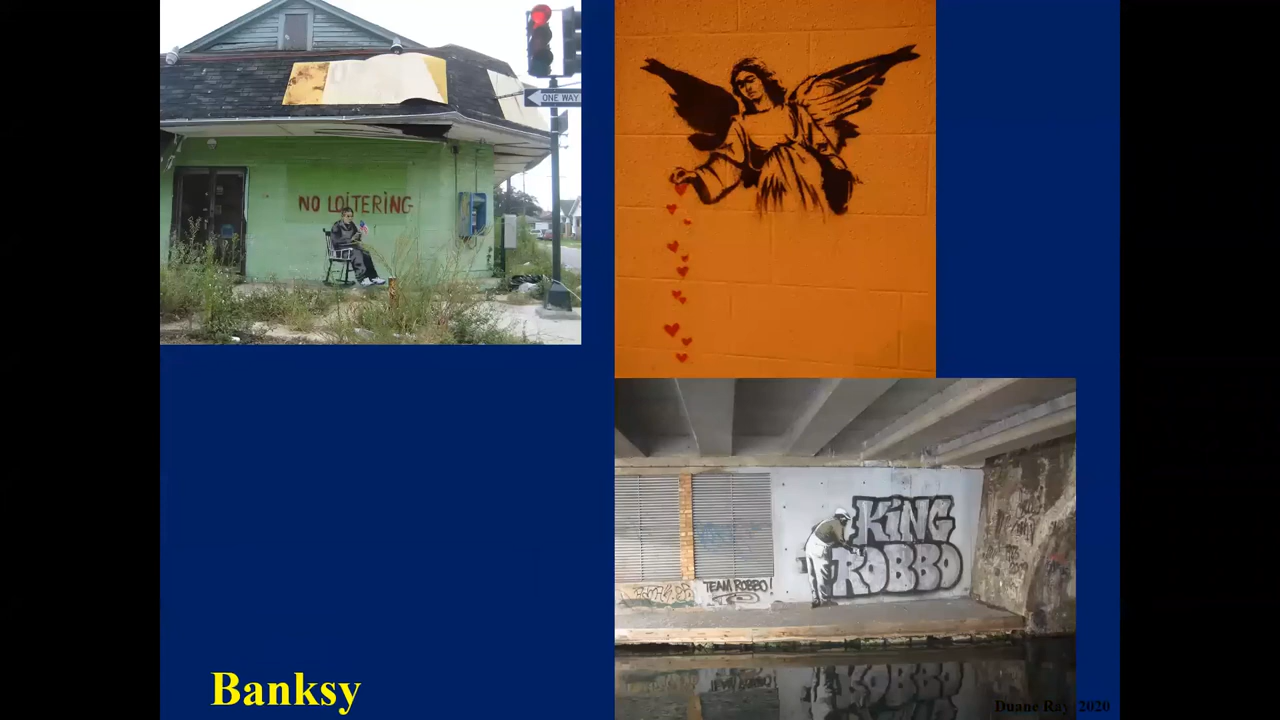 ONE WAY
NO LOITERING
KING
ROBBO
TEAM ROBBO!
Banksy
Duane Ray 2020